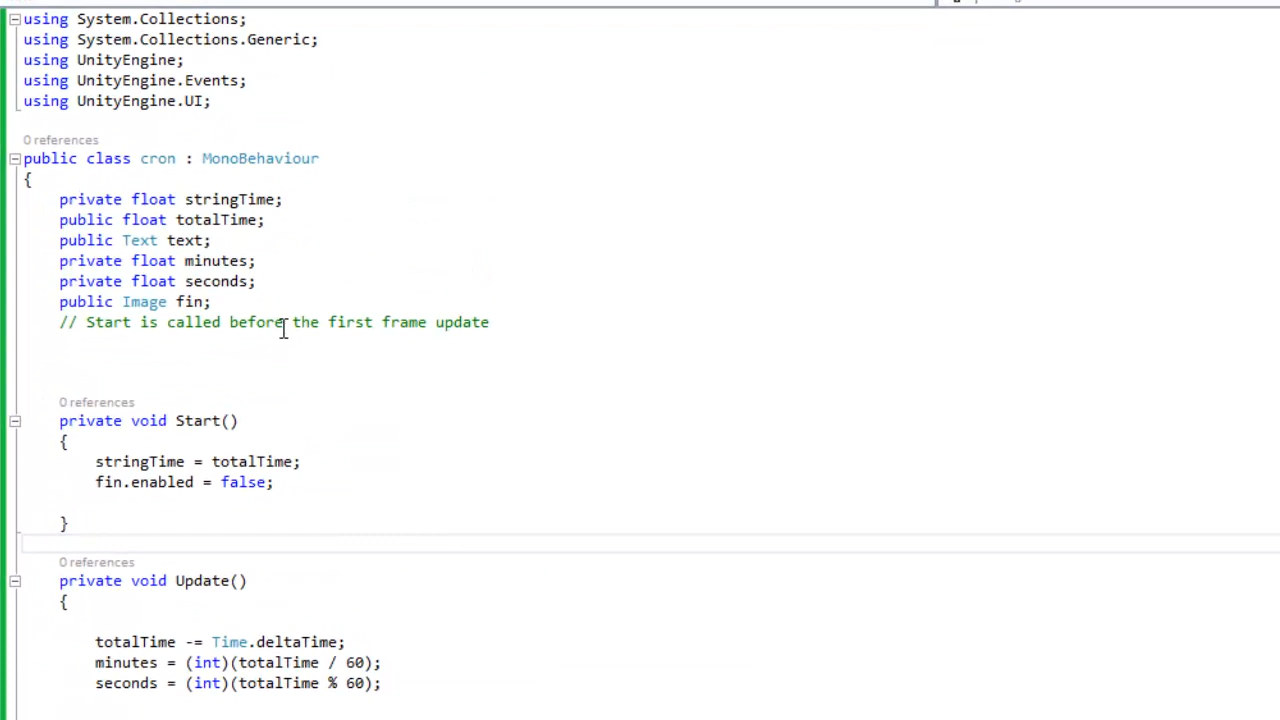 using System.Collections;
using System.Collections.Generic;
using UnityEngine;
using UnityEngine.Events;
using UnityEngine.UI;
0 references
public class cron : MonoBehaviour
{
private float stringTime;
public float totalTime;
public Text text;
private float minutes;
private float seconds;
public Image fin;
// Start is called before the first frame update
0 references
private void Start()
{
stringTime = totalTime;
fin.enabled = false;
}
0 references
private void Update()
{
totalTime -= Time.deltaTime;
minutes = (int)(totalTime / 60);
seconds = (int)(totalTime % 60);